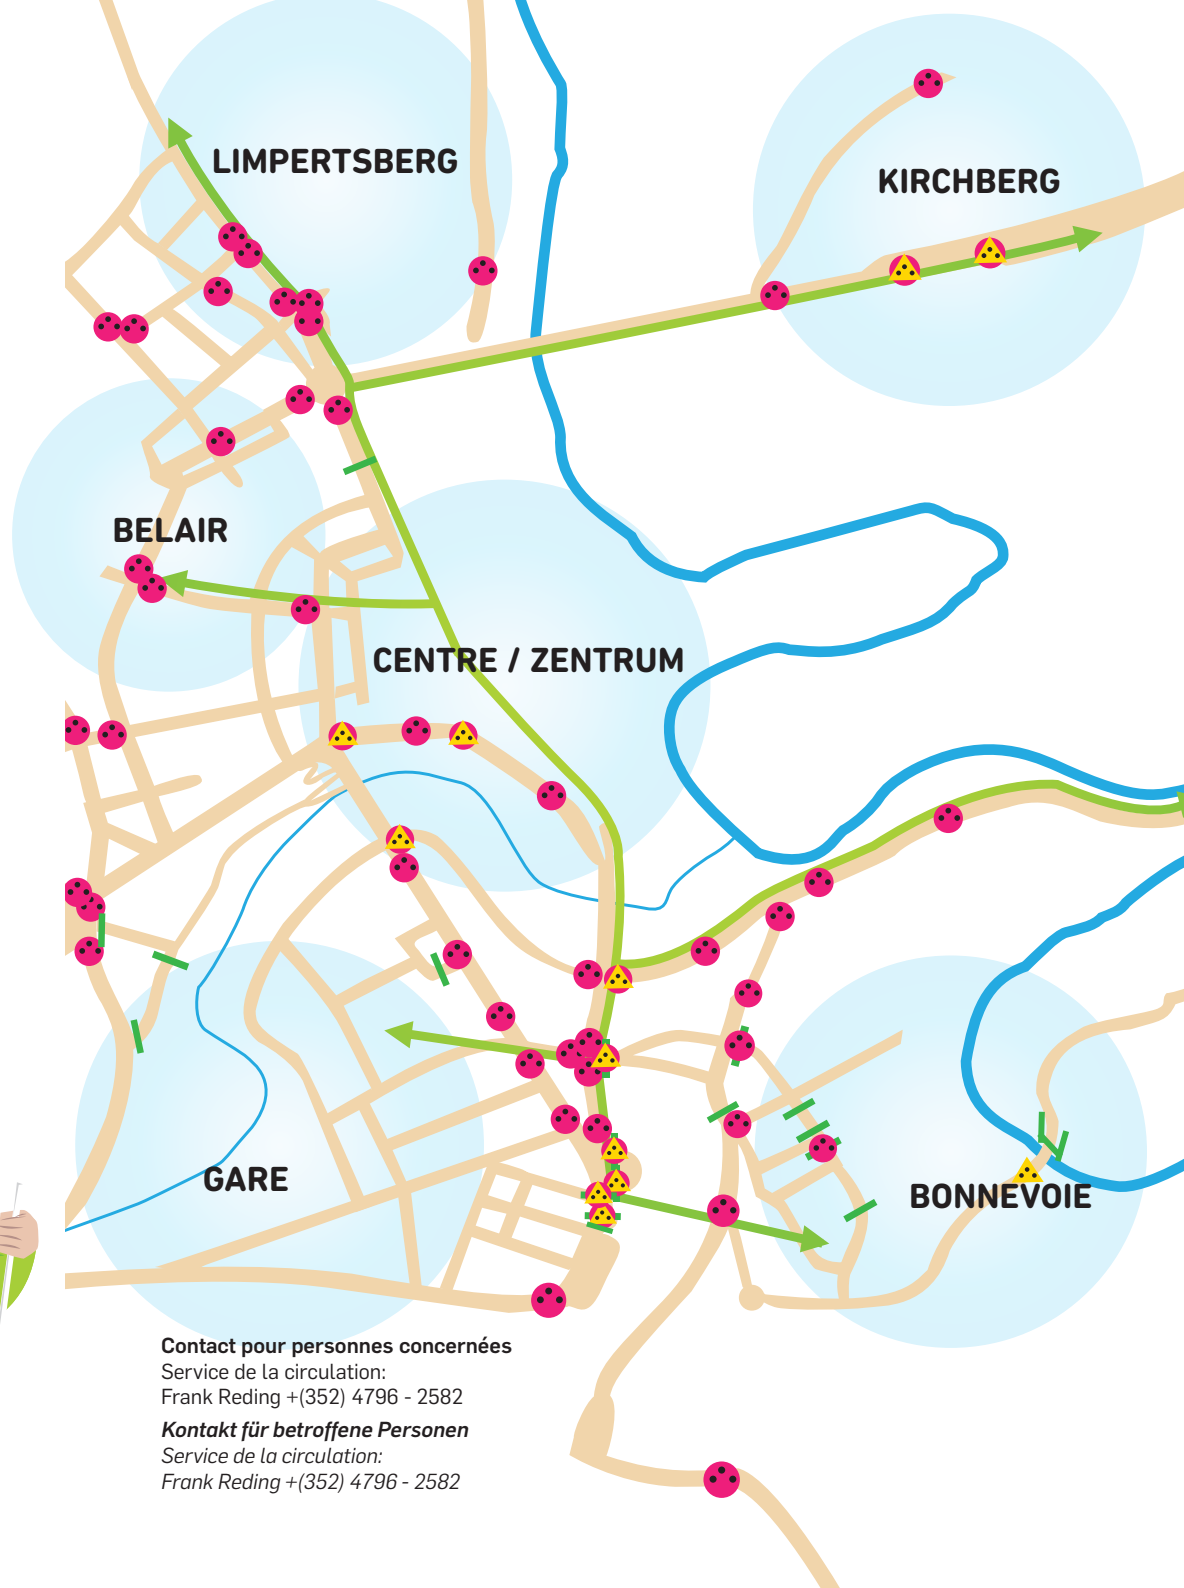 LIMPERTSBERG
KIRCHBERG
BELAIR
CENTRE / ZENTRUM
GARE
BONNEVOIE
Contact pour personnes concernées
Service de la circulation:
Frank Reding +(352) 4796 - 2582
Kontakt für betroffene Personen
Service de la circulation:
Frank Reding +(352) 4796 - 2582